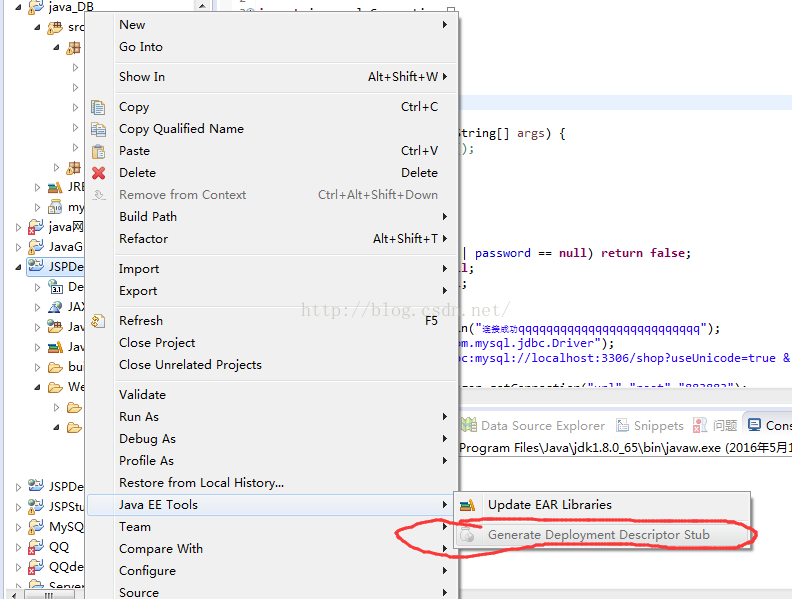 java_DB
src
New
Go Into
Show In Alt+Shift+W
Copy Ctrl+C
Copy Qualified Name
Paste Ctrl+V
Delete Delete
Remove from Context Ctrl+Alt+Shift+Down
Build Path
Refactor Alt+Shift+T
Import
Export
Refresh F5
Close Project
Close Unrelated Projects
Validate
Run As
Debug As
Profile As
Restore from Local History...
Java EE Tools
Team
Compare With
Configure
Source
Update EAR Libraries
Generate Deployment Descriptor Stub
JRE
my
java网
JavaG
JSPDe
De
JAX
Jav
Jav
bu
We
JSPDe
JSPStu
MySQ
QQ
QQde
Server
String[] args) {
);
| password == null) return false;
l;
;
n("连接成功qqqqqqqqqqqqqqqqqqqqqqqqqq");
om.mysql.jdbc.Driver");
bc:mysql://localhost:3306/shop?useUnicode=true &
http://blog.csdn.net/
Data Source Explorer Snippets 问题 Cons
Program Files\Java\jdk1.8.0_65\bin\javaw.exe (2016年5月1